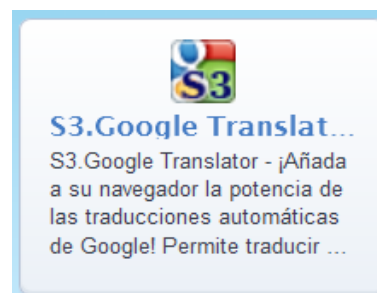 S3
S3.Google Translat...
S3.Google Translator - ¡Añada
a su navegador la potencia de
las traducciones automáticas
de Google! Permite traducir ...